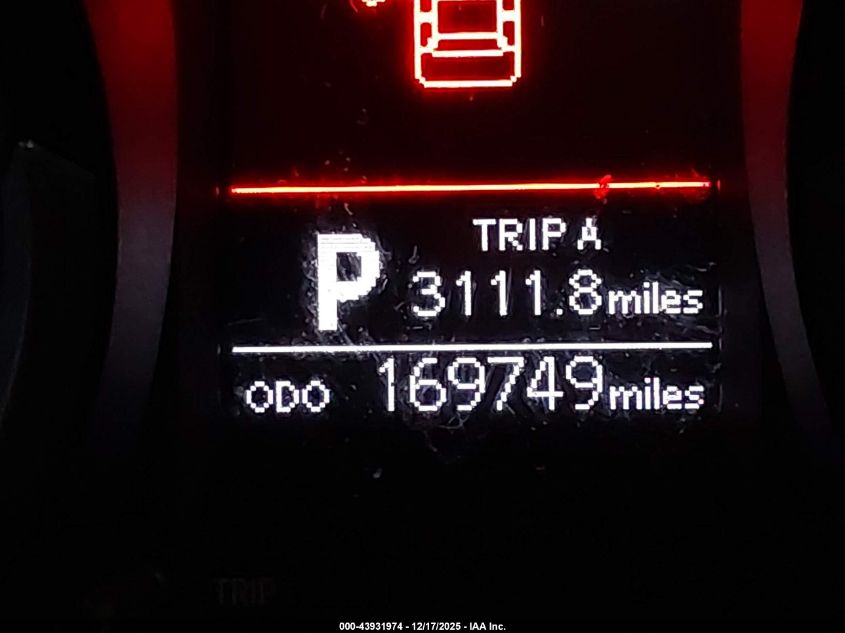 TRIP A
P 3111.8 miles
ODO 169749 miles
TRIP
000-43931974 - 12/17/2025 - IAA Inc.